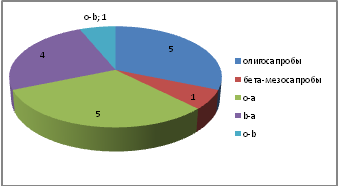 o-b; 1
5
1
5
4
олигосапробы
бета-мезосапробы
o-a
b-a
o-b